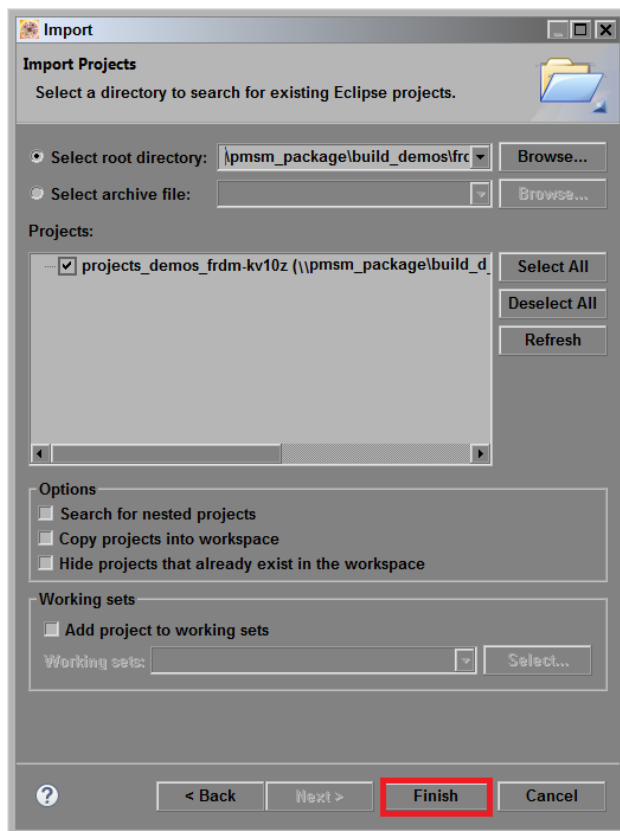 Import
Import Projects
Select a directory to search for existing Eclipse projects.
Select root directory: \pmsm_package\build_demos\frd Browse...
Select archive file: Browse...
Projects:
projects_demos_frdm-kv10z (\\pmsm_package\build_d_ Select All
Deselect All
Refresh
Options
Search for nested projects
Copy projects into workspace
Hide projects that already exist in the workspace
Working sets
Add project to working sets
Working sets: Select...
? < Back Next > Finish Cancel